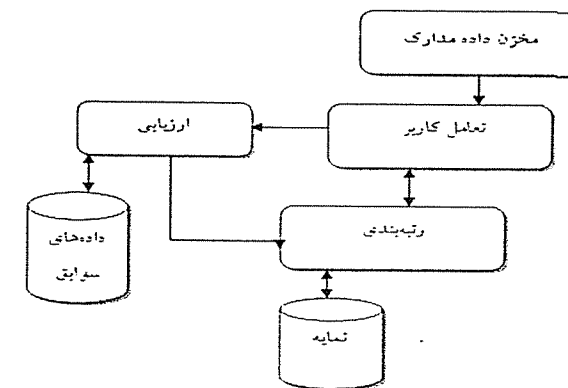 مخزن داده مدارک
تعامل کاربر
ارزیابی
رتبه‌بندی
داده‌های
سوابق
نمایه